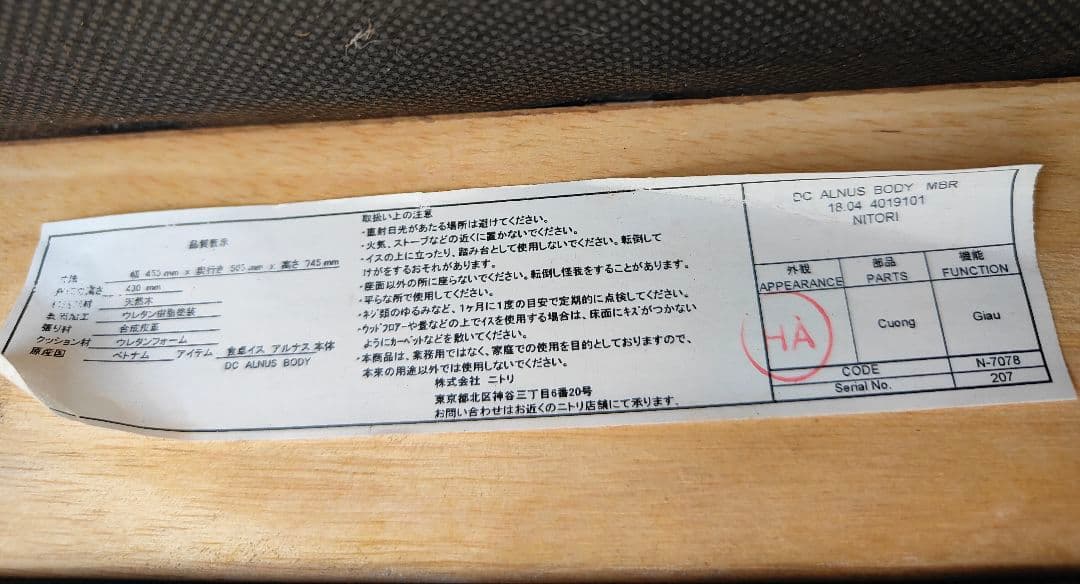 品質表示
寸法 幅 450 mm × 奥行き 505 mm × 高さ 745 mm
高さ 430 mm
天然木
表面加工 ウレタン樹脂塗装
張り材 合成皮革
クッション材 ウレタンフォーム
原産国 ベトナム アイテム 食卓イス アルナス 本体
DC ALNUS BODY
取扱い上の注意
・直射日光があたる場所は避けてください。
・火気、ストーブなどの近くに置かないでください。
・イスの上に立ったり、踏み台として使用しないでください。転倒して
けがをするおそれがあります。
・座面以外の所に座らないでください。転倒し怪我をすることがあります。
・平らな所で使用してください。
・ネジ類のゆるみなど、1ヶ月に1度の目安で定期的に点検してください。
・ウッドフロアーや畳などの上でイスを使用する場合は、床面にキズがつかない
ようにカーペットなどを敷いてください。
・本商品は、業務用ではなく、家庭での使用を目的としておりますので、
本来の用途以外では使用しないでください。
株式会社 ニトリ
東京都北区神谷三丁目6番20号
お問い合わせはお近くのニトリ店舗にて承ります。
DC ALNUS BODY MBR
18.04 4019101
NITORI
外観 部品 機能
APPEARANCE PARTS FUNCTION
HÀ Cuong Giau
CODE N-7078
Serial No. 207